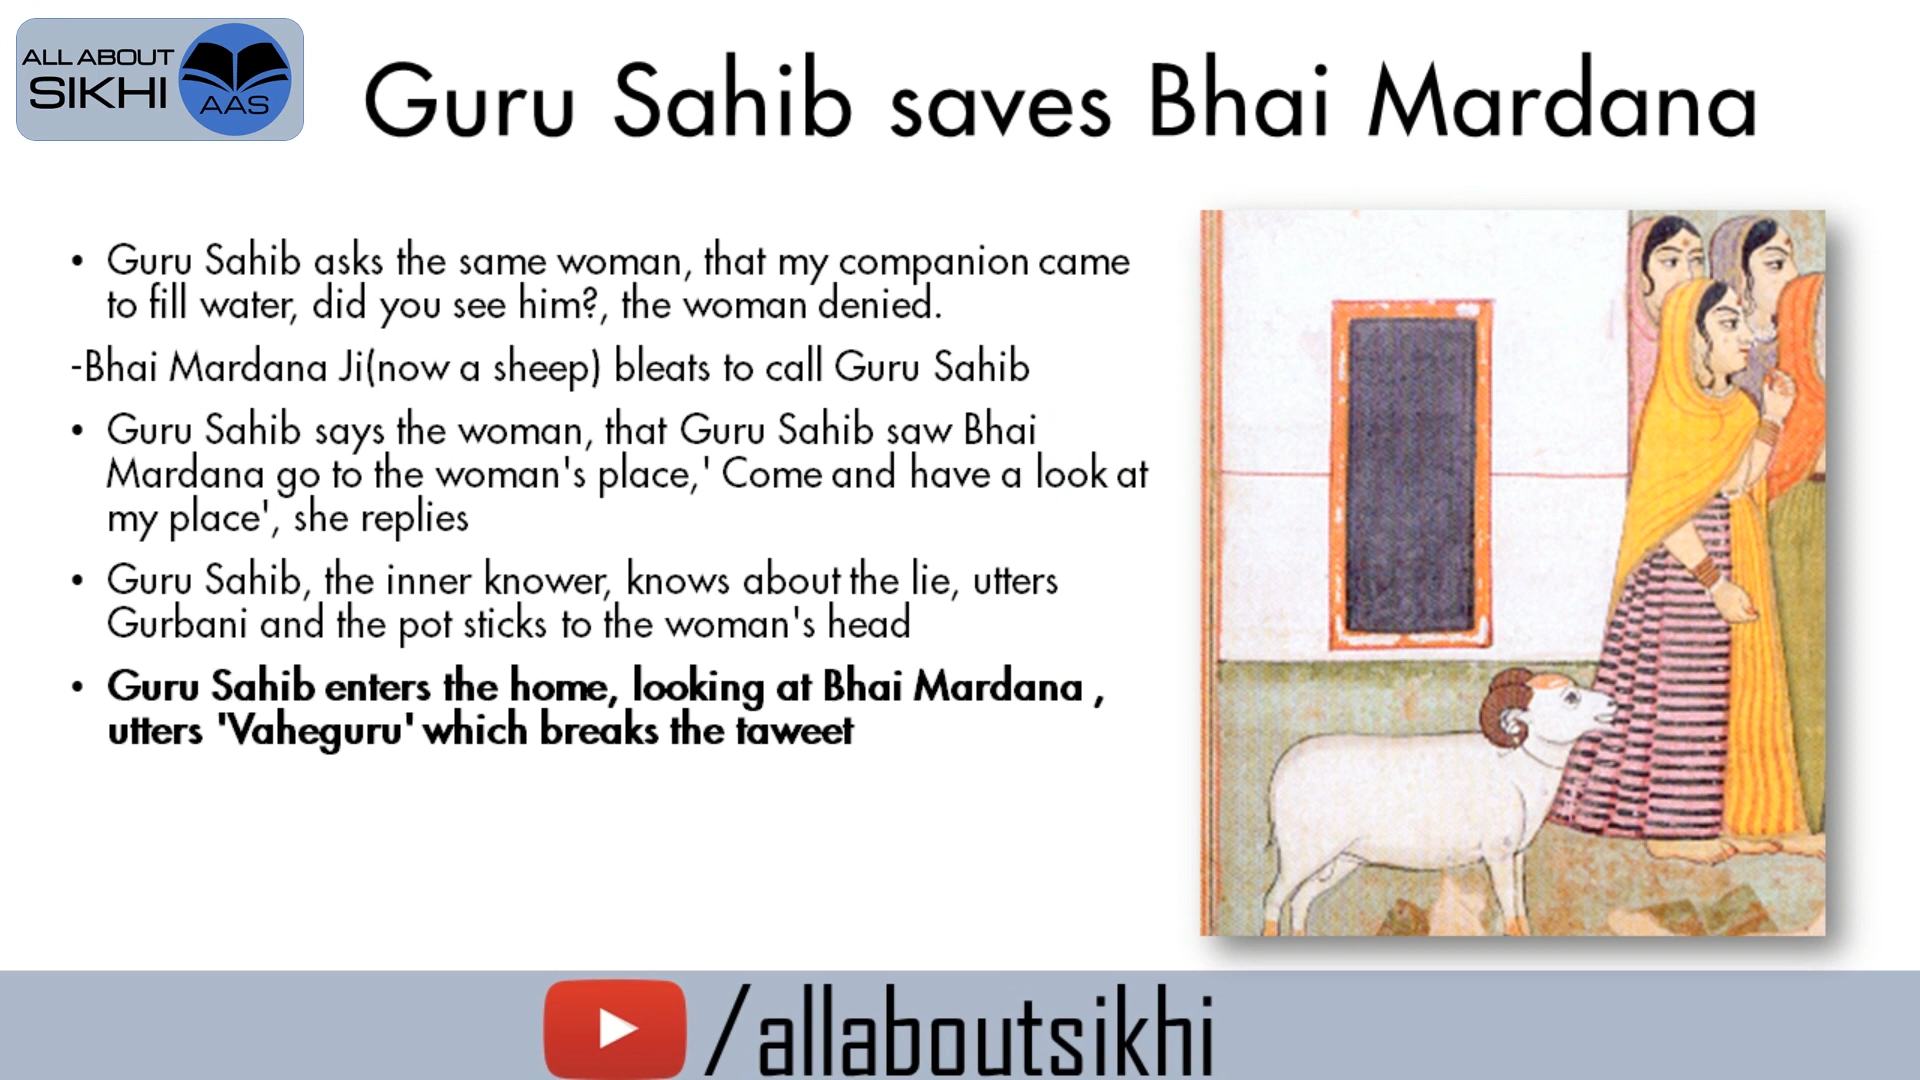 ALL ABOUT
SIKHI
AAS
Guru Sahib saves Bhai Mardana
• Guru Sahib asks the same woman, that my companion came
to fill water, did you see him?, the woman denied.
-Bhai Mardana Ji(now a sheep) bleats to call Guru Sahib
• Guru Sahib says the woman, that Guru Sahib saw Bhai
Mardana go to the woman's place,' Come and have a look at
my place', she replies
• Guru Sahib, the inner knower, knows about the lie, utters
Gurbani and the pot sticks to the woman's head
• Guru Sahib enters the home, looking at Bhai Mardana ,
utters 'Vaheguru' which breaks the taweet
/allaboutsikhi